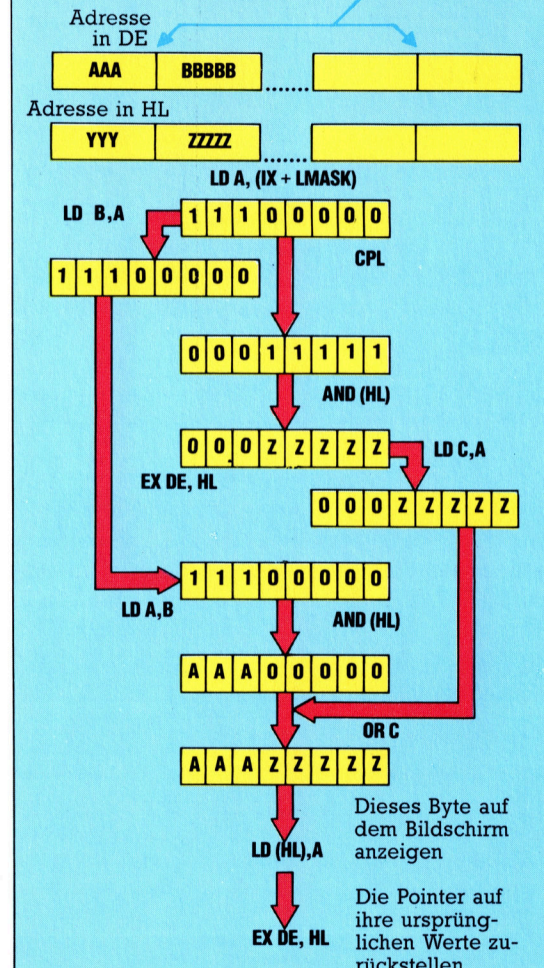 Adresse
in DE
AAA BBBBB ........
Adresse in HL
YYY ZZZZZ ........
LD A, (IX + LMASK)
LD B,A
1 1 1 0 0 0 0 0
CPL
1 1 1 0 0 0 0 0
0 0 0 1 1 1 1 1
AND (HL)
0 0 0 Z Z Z Z Z
LD C,A
EX DE, HL
0 0 0 Z Z Z Z Z
1 1 1 0 0 0 0 0
LD A,B
AND (HL)
A A A 0 0 0 0 0
OR C
A A A Z Z Z Z Z
Dieses Byte auf
dem Bildschirm
anzeigen
LD (HL),A
Die Pointer auf
ihre ursprüng-
lichen Werte zu-
rückstellen
EX DE, HL